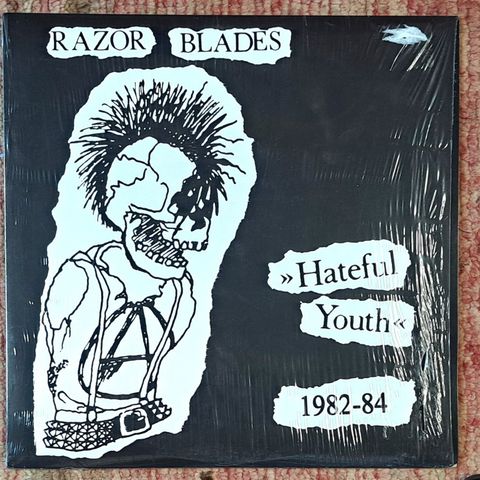 RAZOR BLADES
»Hateful
Youth«
1982-84